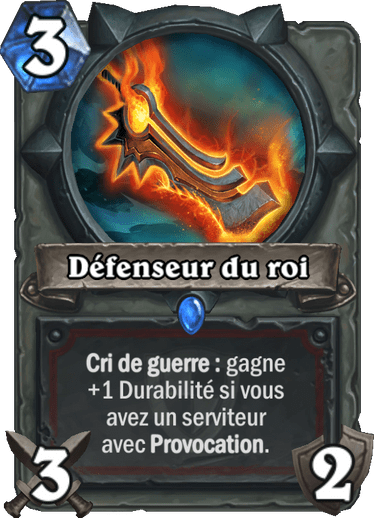 3
Défenseur du roi
Cri de guerre : gagne
+1 Durabilité si vous
avez un serviteur
avec Provocation.
3
2